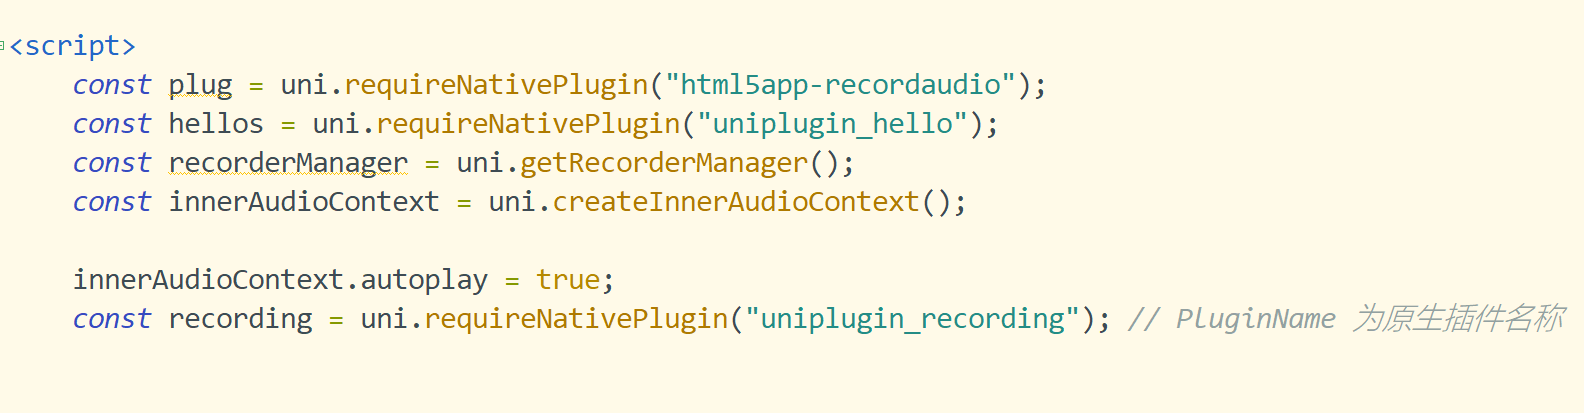 <script>
const plug = uni.requireNativePlugin("html5app-recordaudio");
const hellos = uni.requireNativePlugin("uniplugin_hello");
const recorderManager = uni.getRecorderManager();
const innerAudioContext = uni.createInnerAudioContext();
innerAudioContext.autoplay = true;
const recording = uni.requireNativePlugin("uniplugin_recording"); // PluginName 为原生插件名称